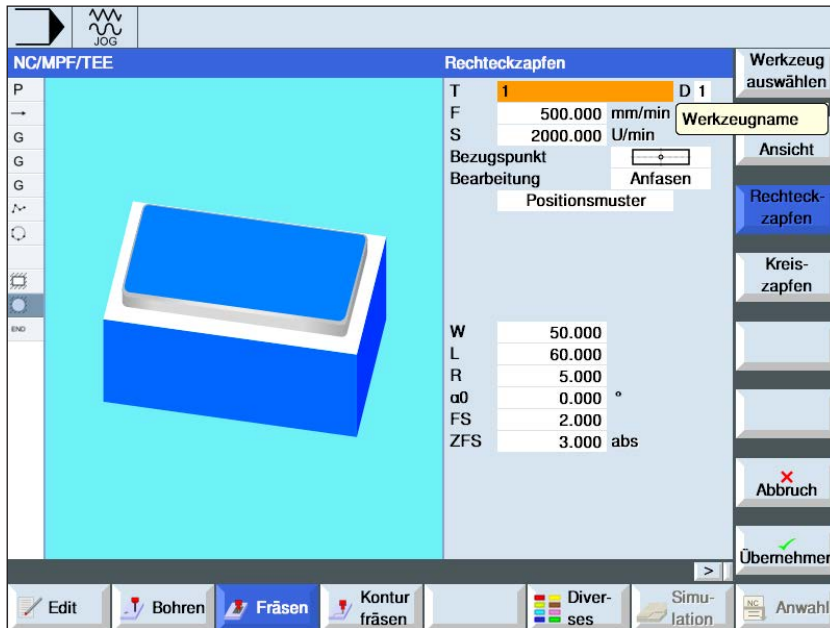 JOG
NC/MPF/TEE
Rechteckzapfen
P
G
G
G
END
T 1 D 1
F 500.000 mm/min
S 2000.000 U/min
Bezugspunkt
Bearbeitung Anfasen
Positionsmuster
W 50.000
L 60.000
R 5.000
α0 0.000 °
FS 2.000
ZFS 3.000 abs
Werkzeugname
Werkzeug
auswählen
Ansicht
Rechteck-
zapfen
Kreis-
zapfen
Abbruch
Übernehmen
>
Edit
Bohren
Fräsen
Kontur
fräsen
Diver-
ses
Simu-
lation
NC
Anwahl